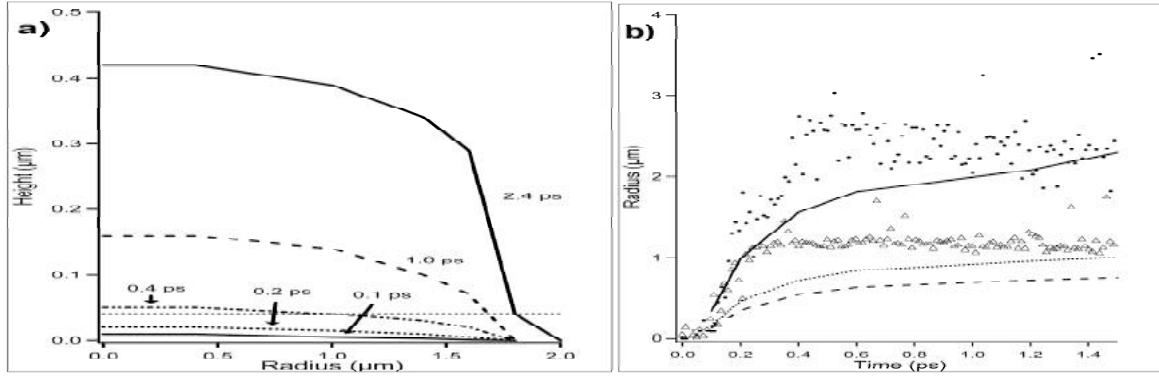 a)
0.5
0.4
0.3
0.2
0.1
0.0
Height (μm)
2.4 ps
1.0 ps
0.4 ps
0.2 ps
0.1 ps
0.0
0.5
1.0
1.5
2.0
Radius (μm)
b)
4
3
2
1
0
Radius (μm)
0.0
0.2
0.4
0.6
0.8
1.0
1.2
1.4
Time (ps)